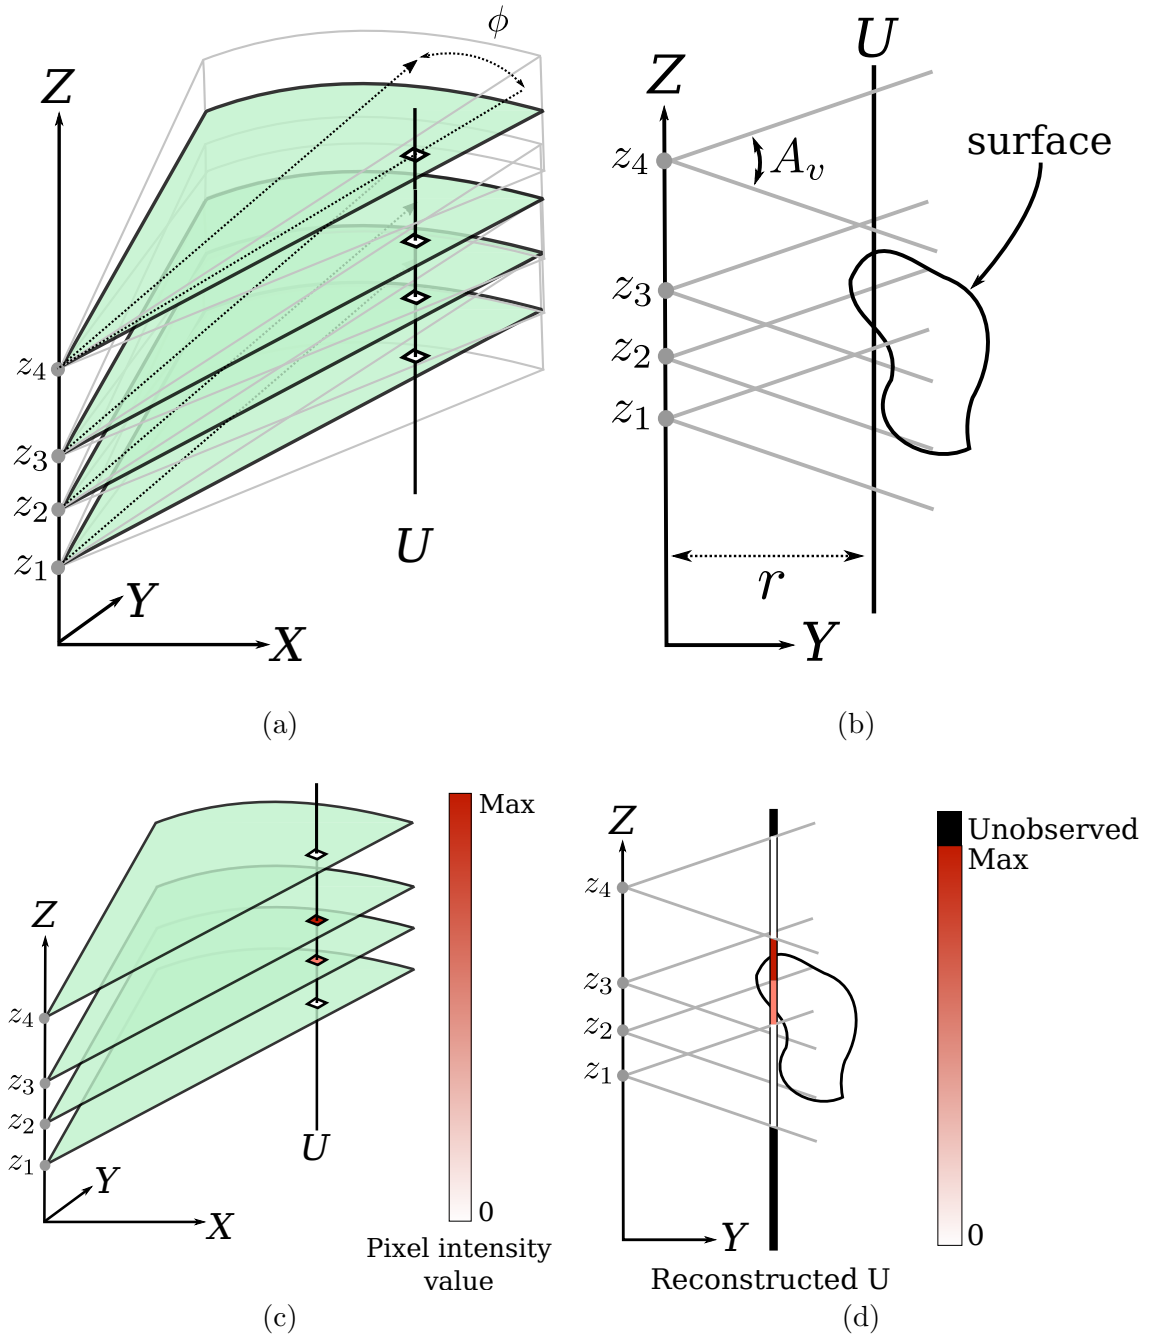 ϕ
Z
z4
z3
z2
z1
U
Y
X
(a)
U
Z
surface
z4
Av
z3
z2
z1
r
Y
(b)
Max
Z
z4
z3
z2
z1
U
Y
X
0
Pixel intensity
value
(c)
Z
Unobserved
Max
z4
z3
z2
z1
Y
0
Reconstructed U
(d)